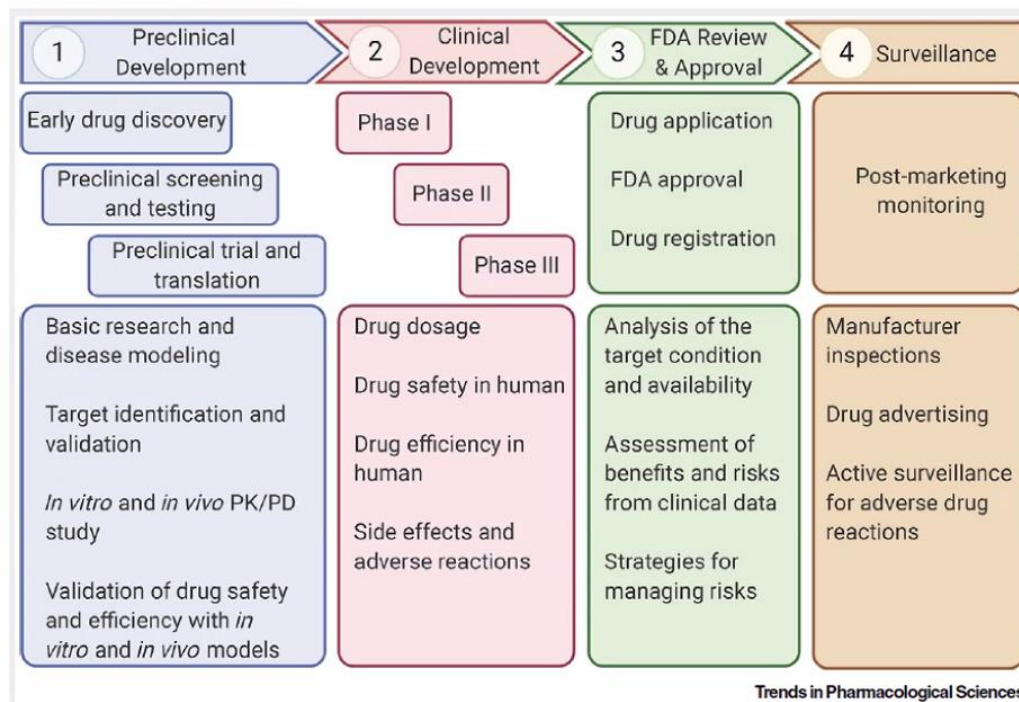 1
Preclinical
Development
2
Clinical
Development
3
FDA Review
& Approval
4
Surveillance
Early drug discovery
Preclinical screening
and testing
Preclinical trial and
translation
Phase I
Phase II
Phase III
Drug application
FDA approval
Drug registration
Post-marketing
monitoring
Basic research and
disease modeling
Target identification and
validation
In vitro and in vivo PK/PD
study
Validation of drug safety
and efficiency with in
vitro and in vivo models
Drug dosage
Drug safety in human
Drug efficiency in
human
Side effects and
adverse reactions
Analysis of the
target condition
and availability
Assessment of
benefits and risks
from clinical data
Strategies for
managing risks
Manufacturer
inspections
Drug advertising
Active surveillance
for adverse drug
reactions
Trends in Pharmacological Sciences